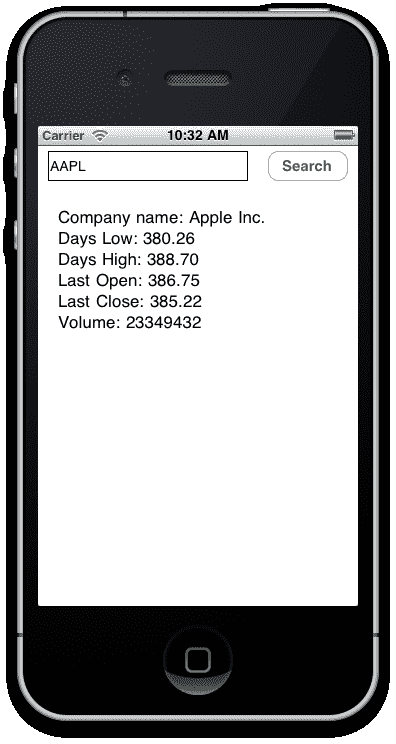 Carrier 10:32 AM
AAPL Search
Company name: Apple Inc.
Days Low: 380.26
Days High: 388.70
Last Open: 386.75
Last Close: 385.22
Volume: 23349432